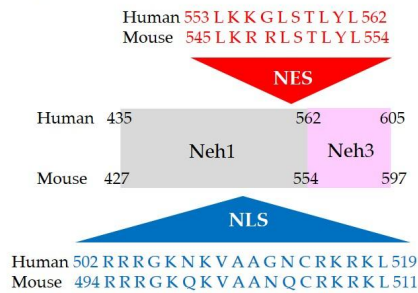 Human 553 L K K G L S T L Y L 562
Mouse 545 L K R R L S T L Y L 554
NES
Human 435 562 605
Neh1 Neh3
Mouse 427 554 597
NLS
Human 502 R R R G K N K V A A G N C R K R K L 519
Mouse 494 R R R G K Q K V A A N Q C R K R K L 511